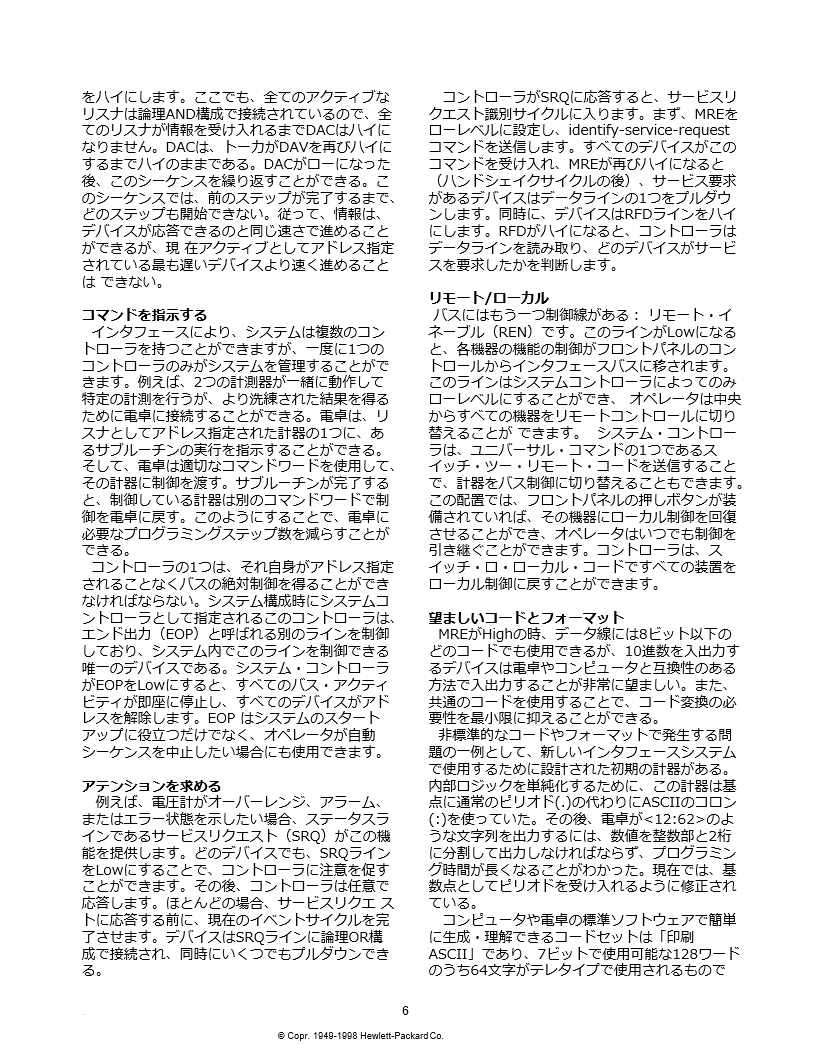 をハイにします。ここでも、全てのアクティブな
リスナは論理AND構成で接続されているので、全
てのリスナが情報を受け入れるまでDACはハイに
なりません。DACは、トーカがDAVを再びハイに
するまでハイのままである。DACがローになった
後、このシーケンスを繰り返すことができる。こ
のシーケンスでは、前のステップが完了するまで、
どのステップも開始できない。従って、情報は、
デバイスが応答できるのと同じ速さで進めること
ができるが、現 在アクティブとしてアドレス指定
されている最も遅いデバイスより速く進めること
は できない。
コマンドを指示する
インタフェースにより、システムは複数のコン
トローラを持つことができますが、一度に1つの
コントローラのみがシステムを管理することがで
きます。例えば、2つの計測器が一緒に動作して
特定の計測を行うが、より洗練された結果を得る
ために電卓に接続することができる。電卓は、リ
スナとしてアドレス指定された計器の1つに、あ
るサブルーチンの実行を指示することができる。
そして、電卓は適切なコマンドワードを使用して、
その計器に制御を渡す。サブルーチンが完了する
と、制御している計器は別のコマンドワードで制
御を電卓に戻す。このようにすることで、電卓に
必要なプログラミングステップ数を減らすことが
できる。
コントローラの1つは、それ自身がアドレス指定
されることなくバスの絶対制御を得ることができ
なければならない。システム構成時にシステムコ
ントローラとして指定されるこのコントローラは、
エンド出力（EOP）と呼ばれる別のラインを制御
しており、システム内でこのラインを制御できる
唯一のデバイスである。システム・コントローラ
がEOPをLowにすると、すべてのバス・アクティ
ビティが即座に停止し、すべてのデバイスがアド
レスを解除します。EOP はシステムのスタート
アップに役立つだけでなく、オペレータが自動
シーケンスを中止したい場合にも使用できます。
アテンションを求める
例えば、電圧計がオーバーレンジ、アラーム、
またはエラー状態を示したい場合、ステータスラ
インであるサービスリクエスト（SRQ）がこの機
能を提供します。どのデバイスでも、SRQライン
をLowにすることで、コントローラに注意を促す
ことができます。その後、コントローラは任意で
応答します。ほとんどの場合、サービスリクエ ス
トに応答する前に、現在のイベントサイクルを完
了させます。デバイスはSRQラインに論理OR構
成で接続され、同時にいくつでもプルダウンでき
る。
コントローラがSRQに応答すると、サービスリ
クエスト識別サイクルに入ります。まず、MREを
ローレベルに設定し、identify-service-request
コマンドを送信します。すべてのデバイスがこの
コマンドを受け入れ、MREが再びハイになると
（ハンドシェイクサイクルの後）、サービス要求
があるデバイスはデータラインの1つをプルダウ
ンします。同時に、デバイスはRFDラインをハイ
にします。RFDがハイになると、コントローラは
データラインを読み取り、どのデバイスがサービ
スを要求したかを判断します。
リモート/ローカル
バスにはもう一つ制御線がある： リモート・イ
ネーブル（REN）です。このラインがLowになる
と、各機器の機能の制御がフロントパネルのコン
トロールからインタフェースバスに移されます。
このラインはシステムコントローラによってのみ
ローレベルにすることができ、 オペレータは中央
からすべての機器をリモートコントロールに切り
替えることが できます。 システム・コントロー
ラは、ユニバーサル・コマンドの1つであるス
イッチ・ツー・リモート・コードを送信すること
で、計器をバス制御に切り替えることもできます。
この配置では、フロントパネルの押しボタンが装
備されていれば、その機器にローカル制御を回復
させることができ、オペレータはいつでも制御を
引き継ぐことができます。コントローラは、ス
イッチ・ロ・ローカル・コードですべての装置を
ローカル制御に戻すことができます。
望ましいコードとフォーマット
MREがHighの時、データ線には8ビット以下の
どのコードでも使用できるが、10進数を入出力す
るデバイスは電卓やコンピュータと互換性のある
方法で入出力することが非常に望ましい。また、
共通のコードを使用することで、コード変換の必
要性を最小限に抑えることができる。
非標準的なコードやフォーマットで発生する問
題の一例として、新しいインタフェースシステム
で使用するために設計された初期の計器がある。
内部ロジックを単純化するために、この計器は基
点に通常のピリオド(.)の代わりにASCIIのコロン
(:)を使っていた。その後、電卓が<12:62>のよ
うな文字列を出力するには、数値を整数部と2桁
に分割して出力しなければならず、プログラミン
グ時間が長くなることがわかった。現在では、基
数点としてピリオドを受け入れるように修正され
ている。
コンピュータや電卓の標準ソフトウェアで簡単
に生成・理解できるコードセットは「印刷
ASCII」であり、7ビットで使用可能な128ワード
のうち64文字がテレタイプで使用されるもので
6
© Copr. 1949-1998 Hewlett-Packard Co.